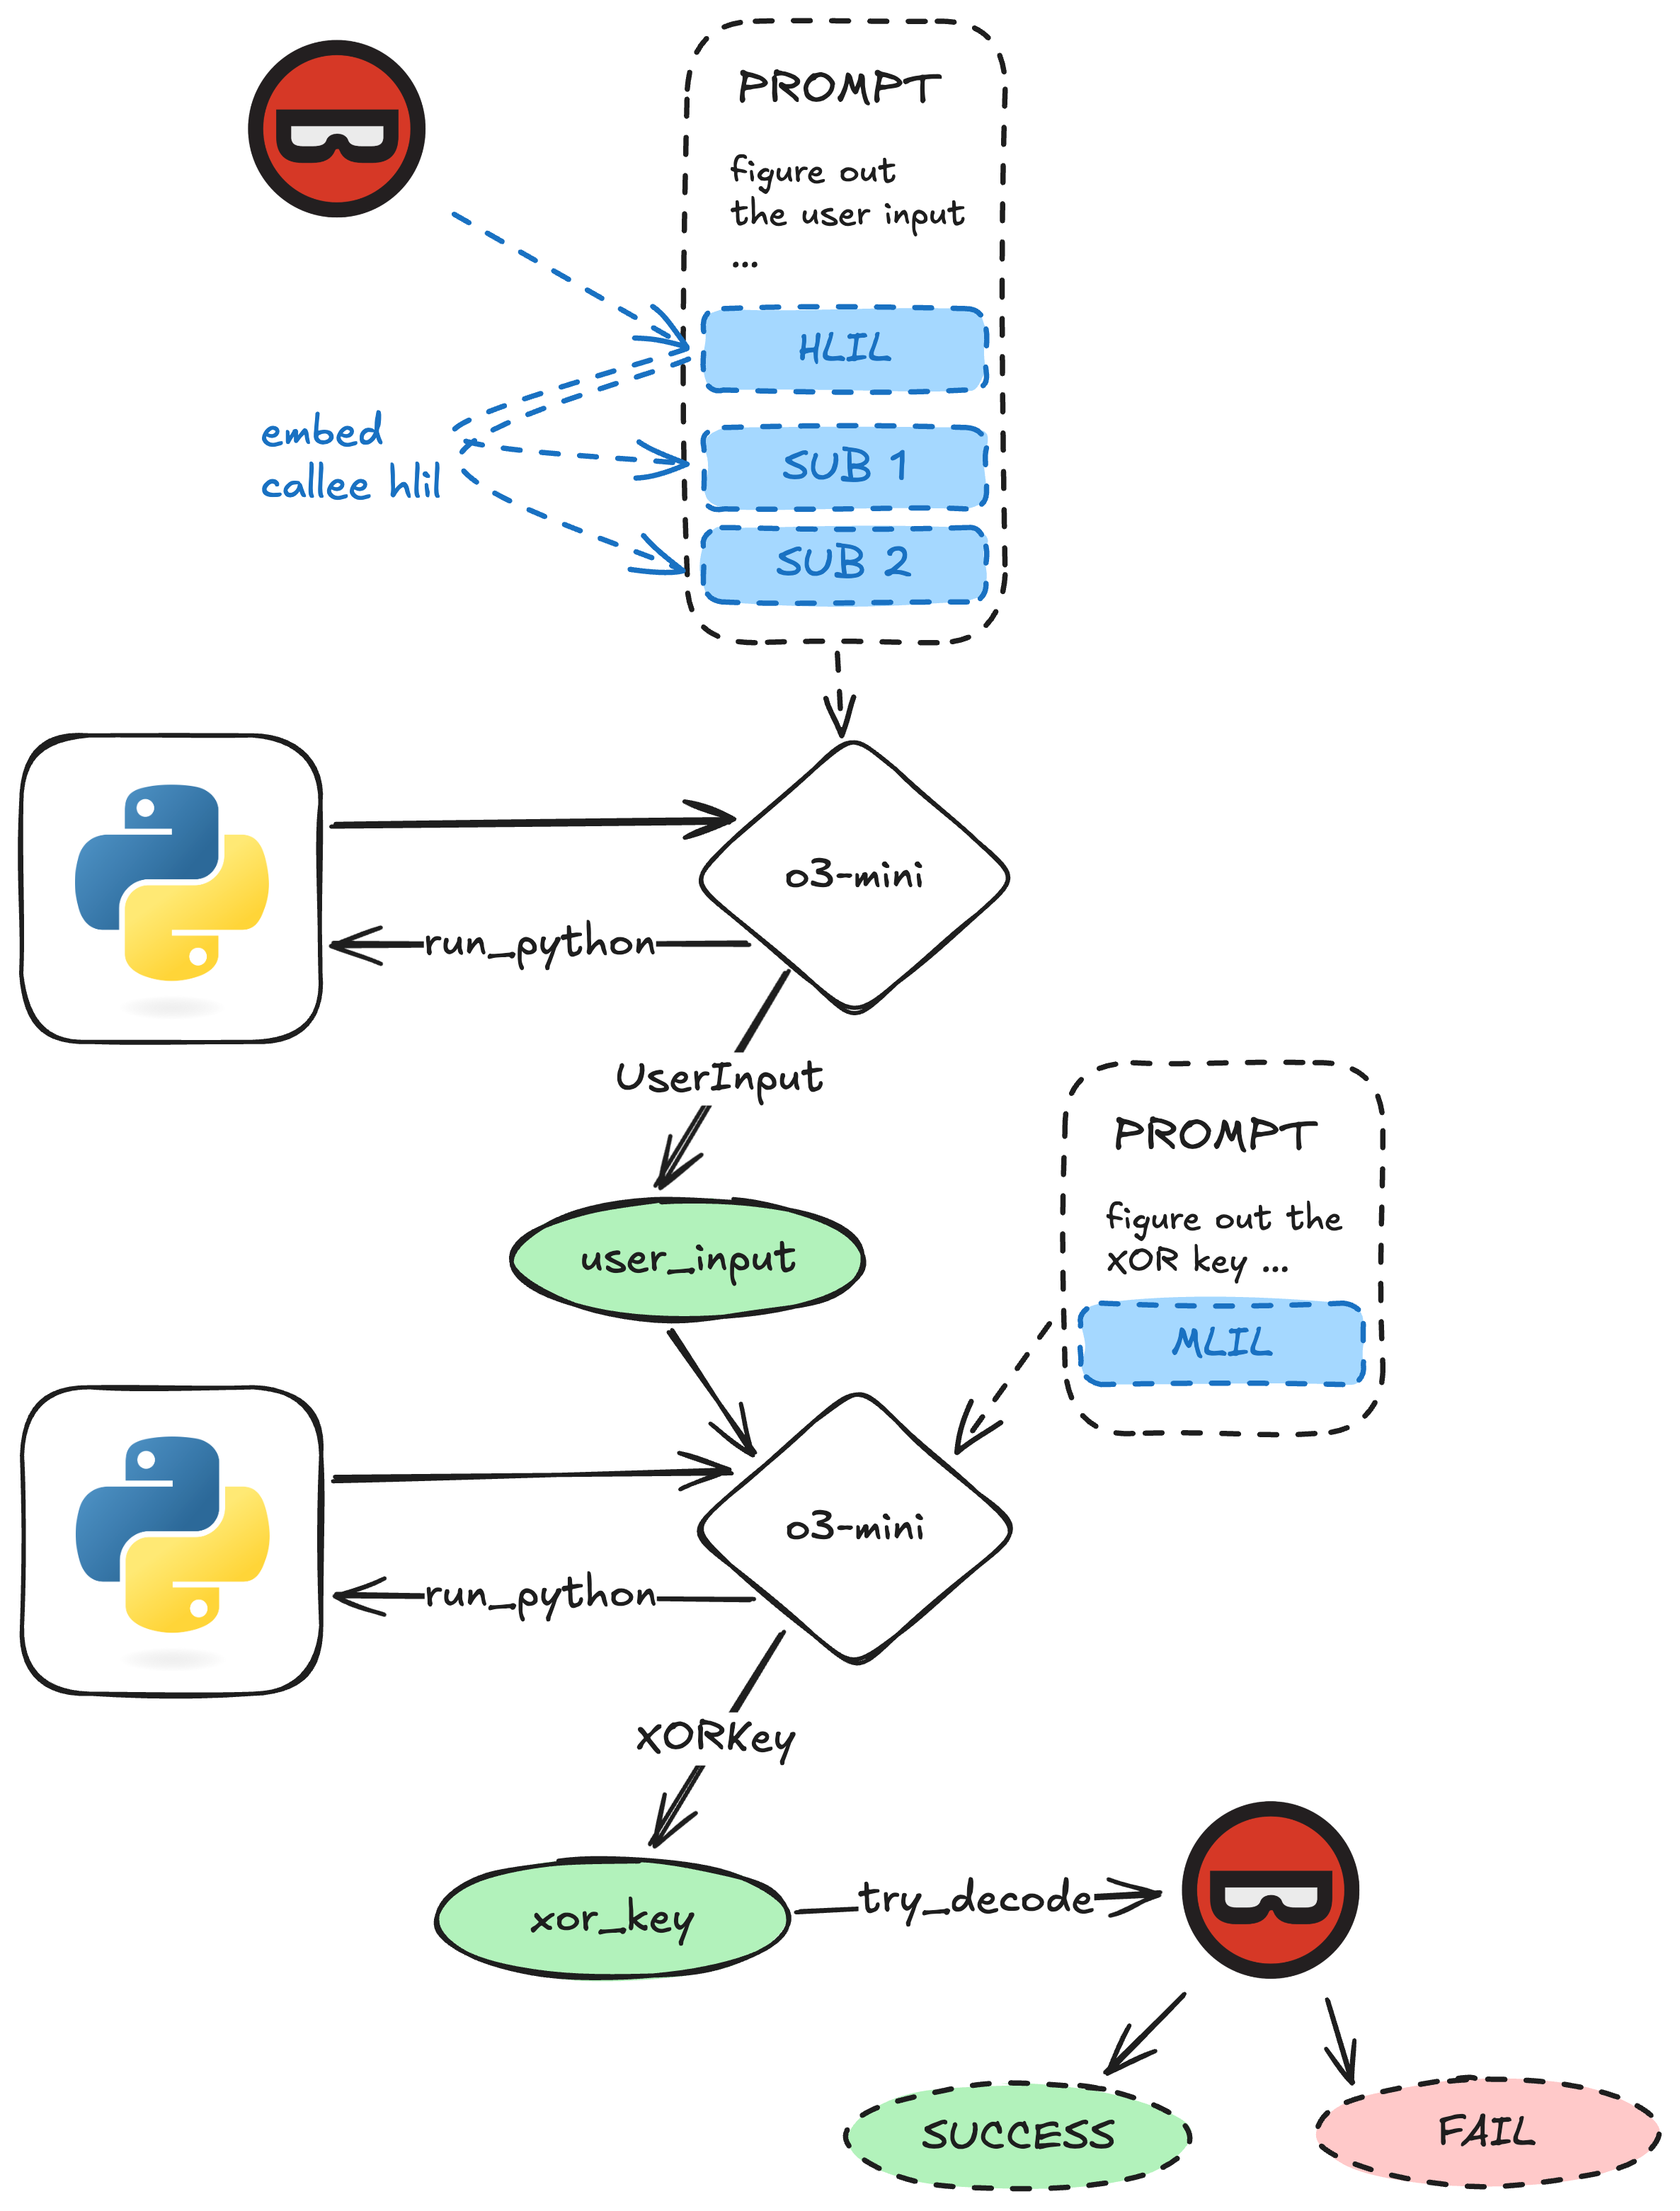 PROMPT
figure out
the user input
...
HLIL
embed
callee hlil
SUB 1
SUB 2
o3-mini
run_python
UserInput
PROMPT
figure out the
XOR key ...
MLIL
user_input
o3-mini
run_python
XORKey
xor_key
try_decode
SUCCESS
FAIL